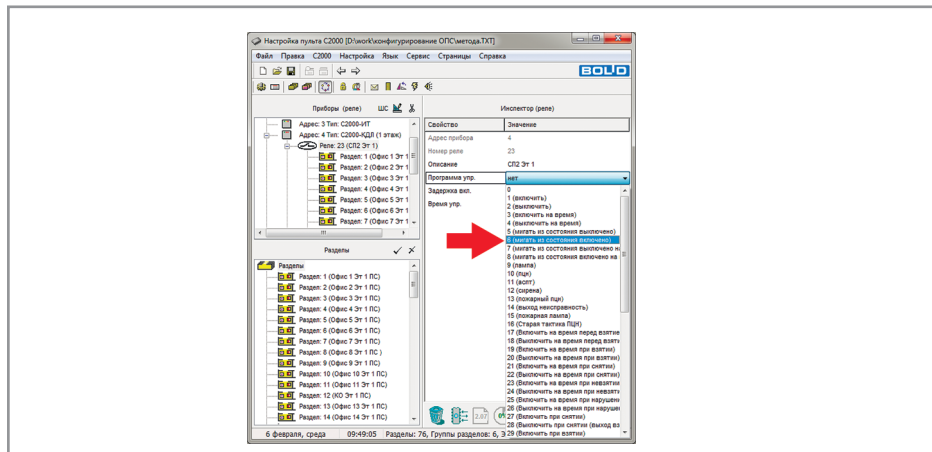 Настройка пульта C2000 [D:\work\конфигурирование ОПС\метода.TXT]
Файл Правка C2000 Настройка Язык Сервис Страницы Справка
BOLID
Приборы (реле) ШС
Адрес: 3 Тип: C2000-ИТ
Адрес: 4 Тип: C2000-КДЛ (1 этаж)
Реле: 23 (СП2 Эт 1)
Раздел: 1 (Офис 1 Эт 1
Раздел: 2 (Офис 2 Эт 1
Раздел: 3 (Офис 3 Эт 1
Раздел: 4 (Офис 4 Эт 1
Раздел: 5 (Офис 5 Эт 1
Раздел: 6 (Офис 6 Эт 1
Раздел: 7 (Офис 7 Эт 1
Разделы
Разделы
Раздел: 1 (Офис 1 Эт 1 ПС)
Раздел: 2 (Офис 2 Эт 1 ПС)
Раздел: 3 (Офис 3 Эт 1 ПС)
Раздел: 4 (Офис 4 Эт 1 ПС)
Раздел: 5 (Офис 5 Эт 1 ПС)
Раздел: 6 (Офис 6 Эт 1 ПС)
Раздел: 7 (Офис 7 Эт 1 ПС)
Раздел: 8 (Офис 8 Эт 1 ПС )
Раздел: 9 (Офис 9 Эт 1 ПС)
Раздел: 10 (Офис 10 Эт 1 ПС)
Раздел: 11 (Офис 11 Эт 1 ПС)
Раздел: 12 (КО Эт 1 ПС)
Раздел: 13 (Офис 13 Эт 1 ПС)
Раздел: 14 (Офис 14 Эт 1 ПС)
Инспектор (реле)
Свойство Значение
Адрес прибора 4
Номер реле 23
Описание СП2 Эт 1
Программа упр. нет
Задержка вкл.
Время упр.
0
1 (включить)
2 (выключить)
3 (включить на время)
4 (выключить на время)
5 (мигать из состояния выключено)
6 (мигать из состояния включено)
7 (мигать из состояния выключено на
8 (мигать из состояния включено на
9 (лампа)
10 (пцн)
11 (аспт)
12 (сирена)
13 (пожарный пцн)
14 (выход неисправность)
15 (пожарная лампа)
16 (Старая тактика ПЦН)
17 (Включить на время перед взятие
18 (Выключить на время перед взяти
19 (Включить на время при взятии)
20 (Выключить на время при взятии)
21 (Включить на время при снятии)
22 (Выключить на время при снятии)
23 (Включить на время при невзятии
24 (Выключить на время при невзяти
25 (Включить на время при нарушени
26 (Выключить на время при нарушен
27 (Включить при снятии)
28 (Выключить при снятии (выход вз
29 (Включить при взятии)
2.07
6 февраля, среда 09:49:05 Разделы: 76, Группы разделов: 6, З